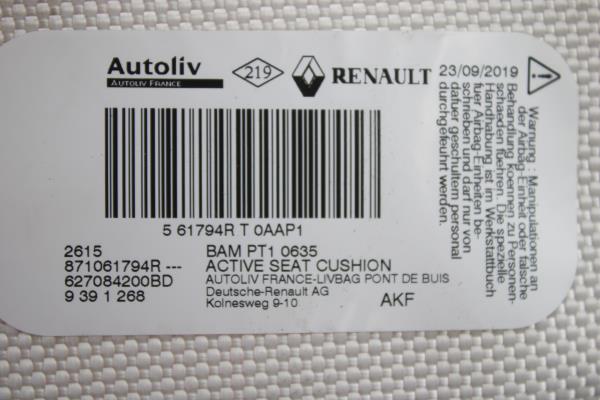 Autoliv
AUTOLIV FRANCE
219
RENAULT
23/09/2019
5 61794R T 0AAP1
2615 BAM PT1 0635
871061794R --- ACTIVE SEAT CUSHION
627084200BD AUTOLIV FRANCE-LIVBAG PONT DE BUIS
9 39 1 268 Deutsche-Renault AG
Kolnesweg 9-10 AKF
Warnung : Manipulationen an
der Airbag-Einheit oder falsche
Behandlung koennen zu Personen-
schaeden fuehren. Die spezielle
Handhabung ist im Werkstattbuch
fuer Airbag-Einheiten be-
schrieben und darf nur von
dafuer geschultem personal
durchgefeuhrt werden.